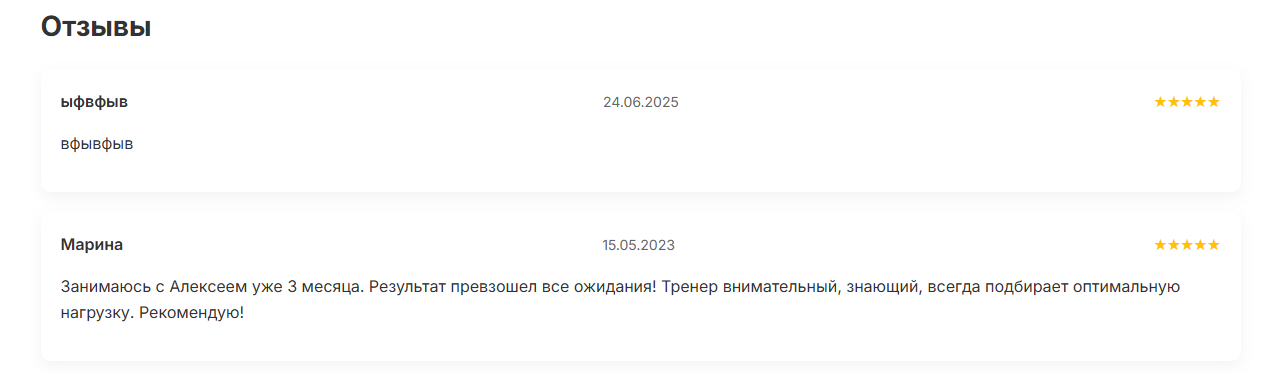 Отзывы
ыфвфыв 24.06.2025 ★★★★★
вфывфыв
Марина 15.05.2023 ★★★★★
Занимаюсь с Алексеем уже 3 месяца. Результат превзошел все ожидания! Тренер внимательный, знающий, всегда подбирает оптимальную
нагрузку. Рекомендую!